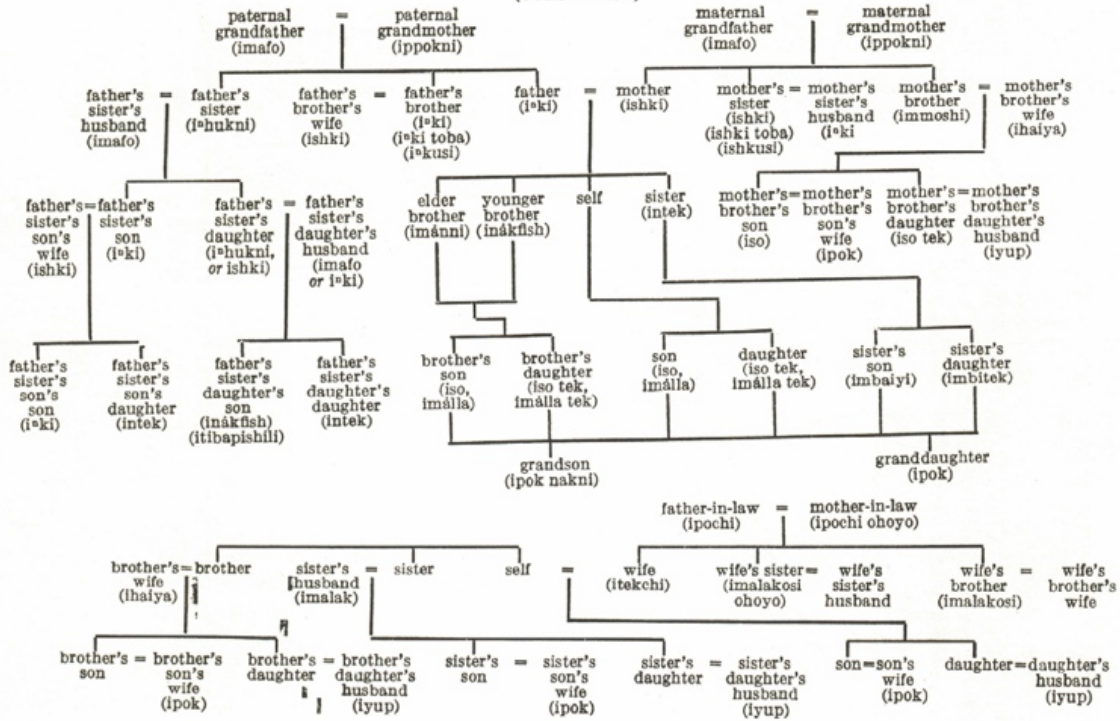 paternal
grandfather
(imafo)
=
paternal
grandmother
(ippokni)
maternal
grandfather
(imafo)
=
maternal
grandmother
(ippokni)
father's
sister's
husband
(imafo)
=
father's
sister
(iⁿhukni)
father's
brother's
wife
(ishki)
=
father's
brother
(iⁿki)
(iⁿki toba)
(iⁿkusi)
father
(iⁿki)
=
mother
(ishki)
mother's
sister
(ishki)
(ishki toba)
(ishkusi)
=
mother's
sister's
husband
(iⁿki
mother's
brother
(immoshi)
=
mother's
brother's
wife
(ihaiya)
father's
sister's
son's
wife
(ishki)
=
father's
sister's
son
(iⁿki)
father's
sister's
daughter
(iⁿhukni,
or ishki)
=
father's
sister's
daughter's
husband
(imafo
or iⁿki)
elder
brother
(imánni)
younger
brother
(inákfish)
self
sister
(intek)
mother's
brother's
son
(iso)
=
mother's
brother's
son's
wife
(ipok)
mother's
brother's
daughter
(iso tek)
=
mother's
brother's
daughter's
husband
(iyup)
father's
sister's
son's
son
(iⁿki)
father's
sister's
son's
daughter
(intek)
father's
sister's
daughter's
son
(inákfish)
(itibapishili)
father's
sister's
daughter's
daughter
(intek)
brother's
son
(iso,
imálla)
brother's
daughter
(iso tek,
imálla tek)
son
(iso,
imálla)
daughter
(iso tek,
imálla tek)
sister's
son
(imbaiyi)
sister's
daughter
(imbitek)
grandson
(ipok nakni)
granddaughter
(ipok)
father-in-law
(ipochi)
=
mother-in-law
(ipochi ohoyo)
brother's
wife
(ihaiya)
=
brother
sister's
husband
(imalak)
=
sister
self
=
wife
(itekchi)
wife's sister
(imalakosi
ohoyo)
=
wife's
sister's
husband
wife's
brother
(imalakosi)
=
wife's
brother's
wife
brother's
son
=
brother's
son's
wife
(ipok)
brother's
daughter
=
brother's
daughter's
husband
(iyup)
sister's
son
=
sister's
son's
wife
(ipok)
sister's
daughter
=
sister's
daughter's
husband
(iyup)
son
=
son's
wife
(ipok)
daughter
=
daughter's
husband
(iyup)